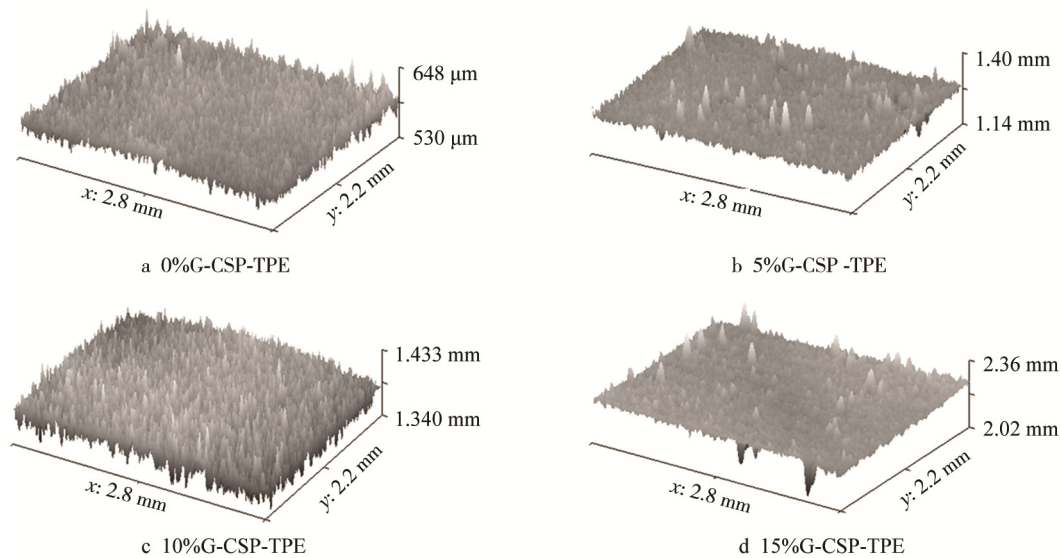 648 μm
530 μm
x: 2.8 mm
y: 2.2 mm
a 0%G-CSP-TPE
1.40 mm
1.14 mm
x: 2.8 mm
y: 2.2 mm
b 5%G-CSP -TPE
1.433 mm
1.340 mm
x: 2.8 mm
y: 2.2 mm
c 10%G-CSP-TPE
2.36 mm
2.02 mm
x: 2.8 mm
y: 2.2 mm
d 15%G-CSP-TPE